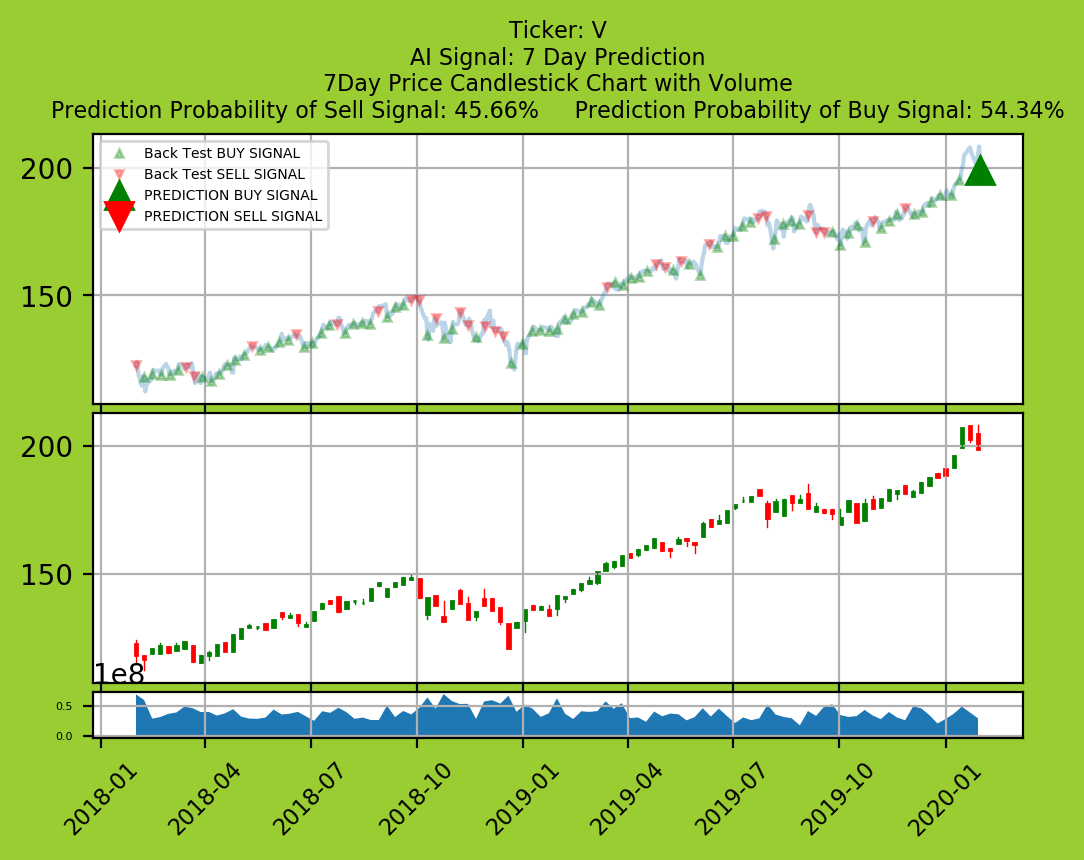 Ticker: V
AI Signal: 7 Day Prediction
7Day Price Candlestick Chart with Volume
Prediction Probability of Sell Signal: 45.66%     Prediction Probability of Buy Signal: 54.34%
Back Test BUY SIGNAL
Back Test SELL SIGNAL
PREDICTION BUY SIGNAL
PREDICTION SELL SIGNAL
200
150
200
150
1e8
0.5
0.0
2018-01 2018-04 2018-07 2018-10 2019-01 2019-04 2019-07 2019-10 2020-01